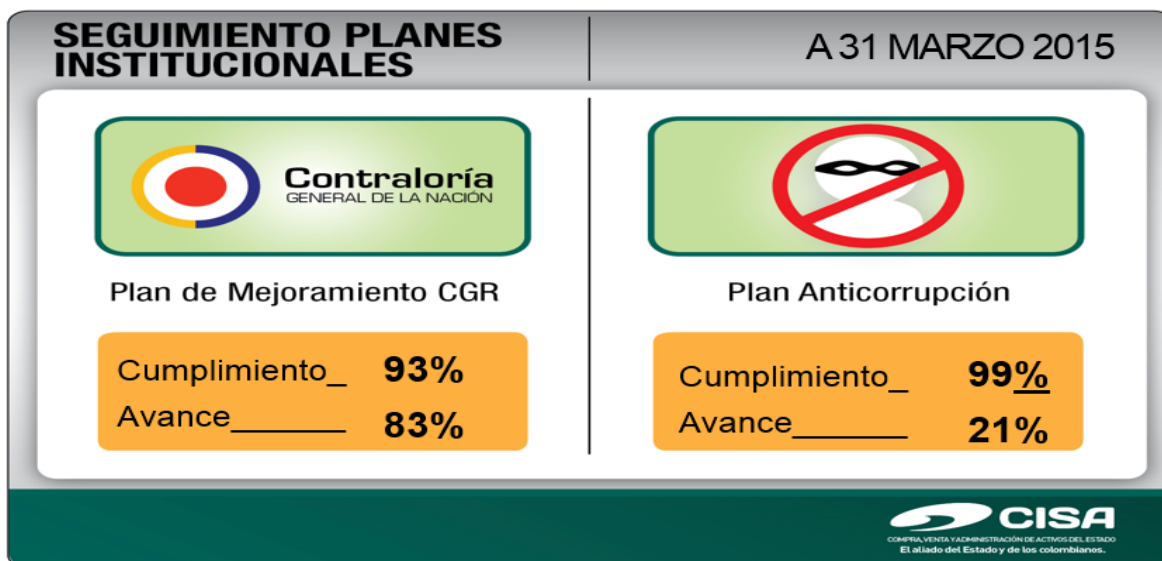 SEGUIMIENTO PLANES
INSTITUCIONALES
A 31 MARZO 2015
Contraloría
GENERAL DE LA NACIÓN
Plan de Mejoramiento CGR
Cumplimiento_ 93%
Avance______ 83%
Plan Anticorrupción
Cumplimiento_ 99%
Avance______ 21%
CISA
COMPRA, VENTA Y ADMINISTRACIÓN DE ACTIVOS DEL ESTADO
El aliado del Estado y de los colombianos.